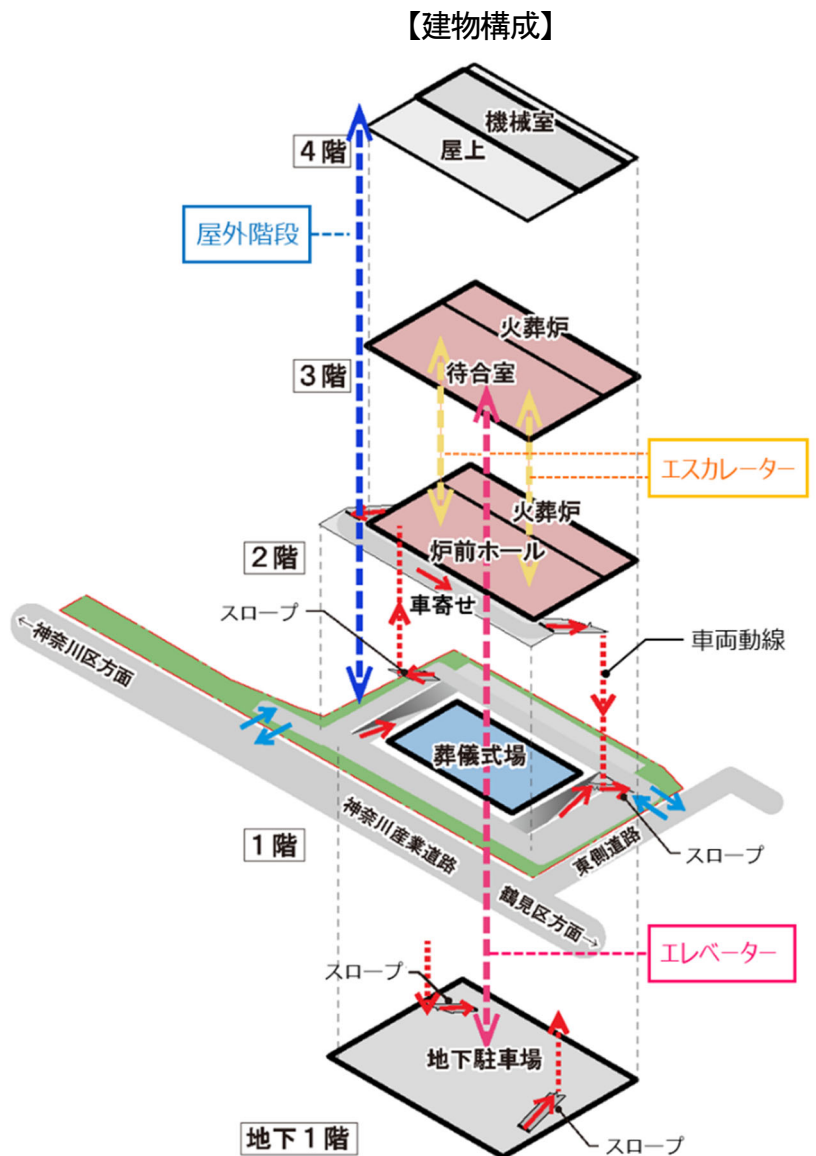 【建物構成】
機械室
屋上
4階
屋外階段
火葬炉
待合室
3階
エスカレーター
火葬炉
炉前ホール
2階
車寄せ
スロープ
車両動線
←神奈川区方面
葬儀式場
神奈川産業道路
1階
東側道路
スロープ
鶴見区方面→
エレベーター
スロープ
地下駐車場
地下1階
スロープ